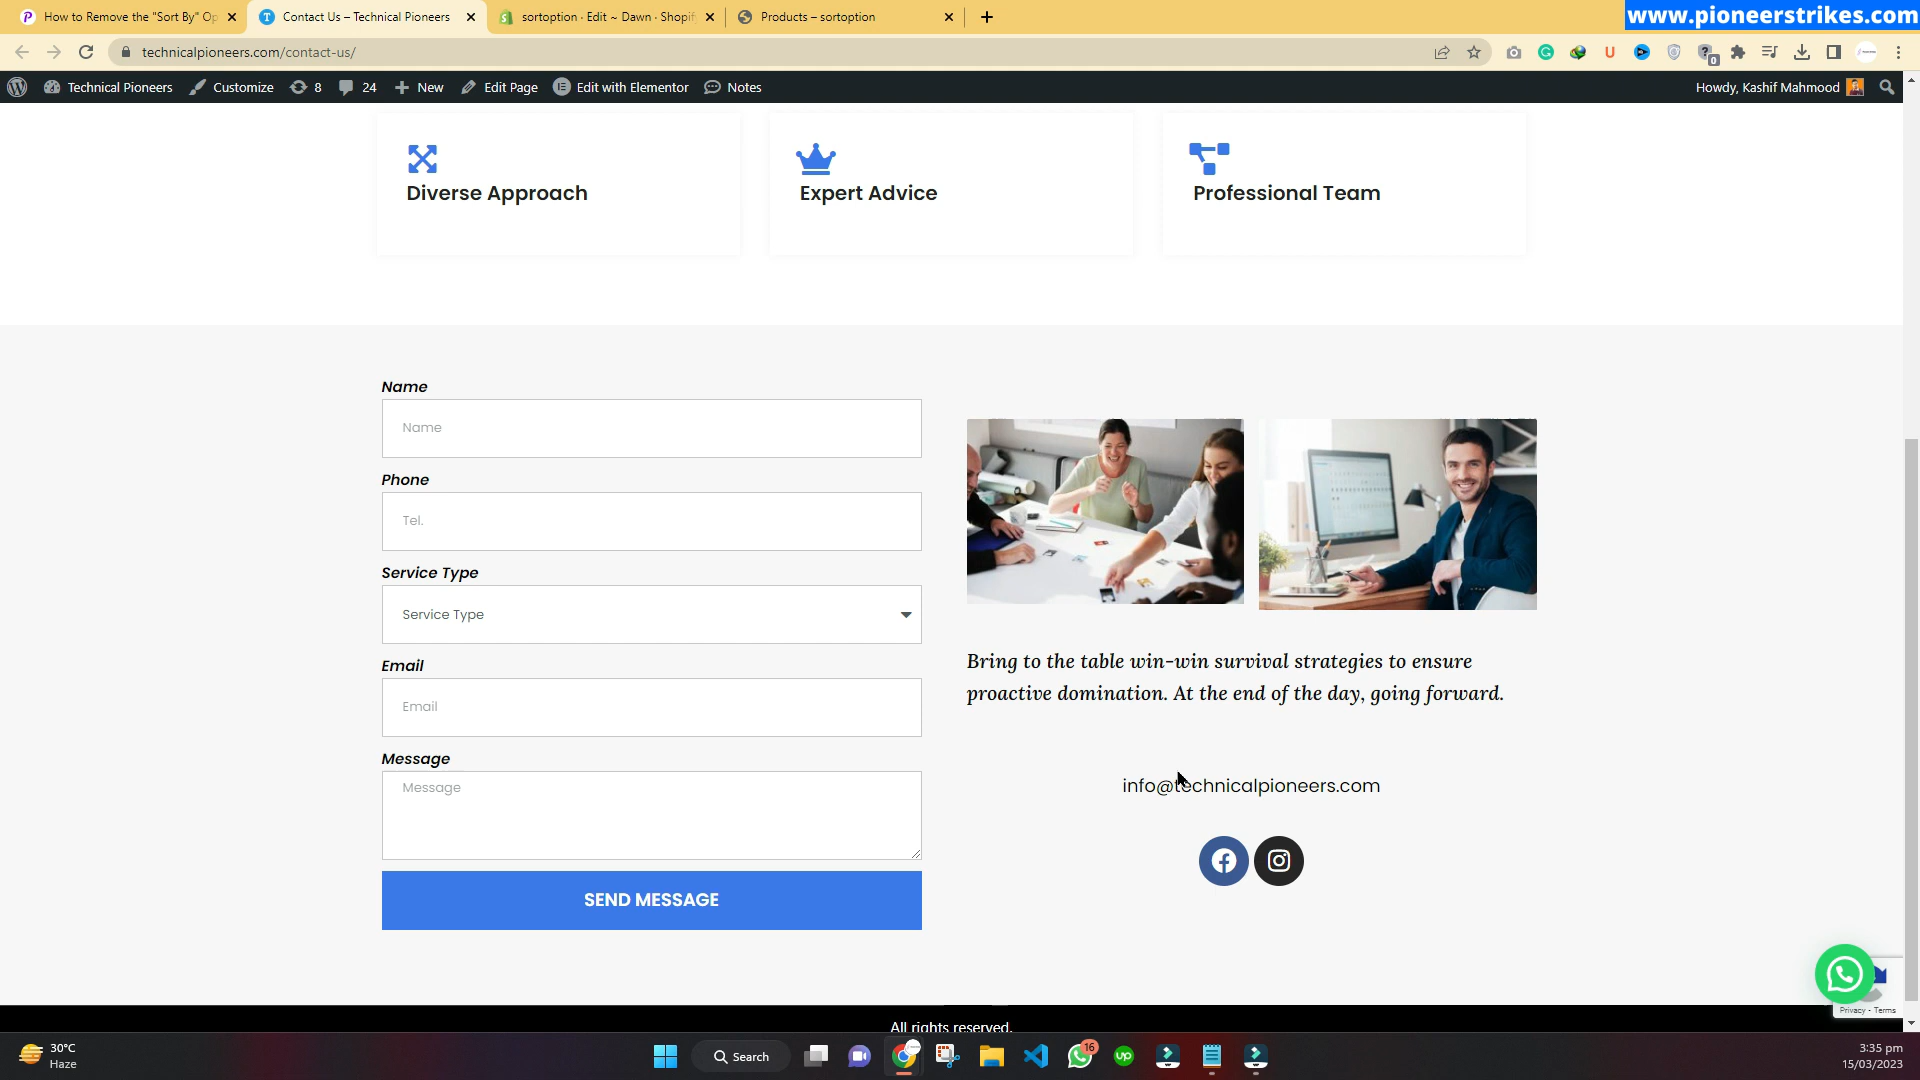 How to Remove the "Sort By" Op
Contact Us – Technical Pioneers
sortoption · Edit ~ Dawn · Shopif
Products – sortoption
www.pioneerstrikes.com
technicalpioneers.com/contact-us/
U
0
Technical Pioneers
Customize
8
24
New
Edit Page
Edit with Elementor
Notes
Howdy, Kashif Mahmood
Diverse Approach
Expert Advice
Professional Team
Name
Name
Phone
Tel.
Service Type
Service Type
Email
Email
Message
Message
SEND MESSAGE
Bring to the table win-win survival strategies to ensure
proactive domination. At the end of the day, going forward.
info@technicalpioneers.com
Privacy - Terms
All rights reserved.
30°C
Haze
Search
16
up
3:35 pm
15/03/2023